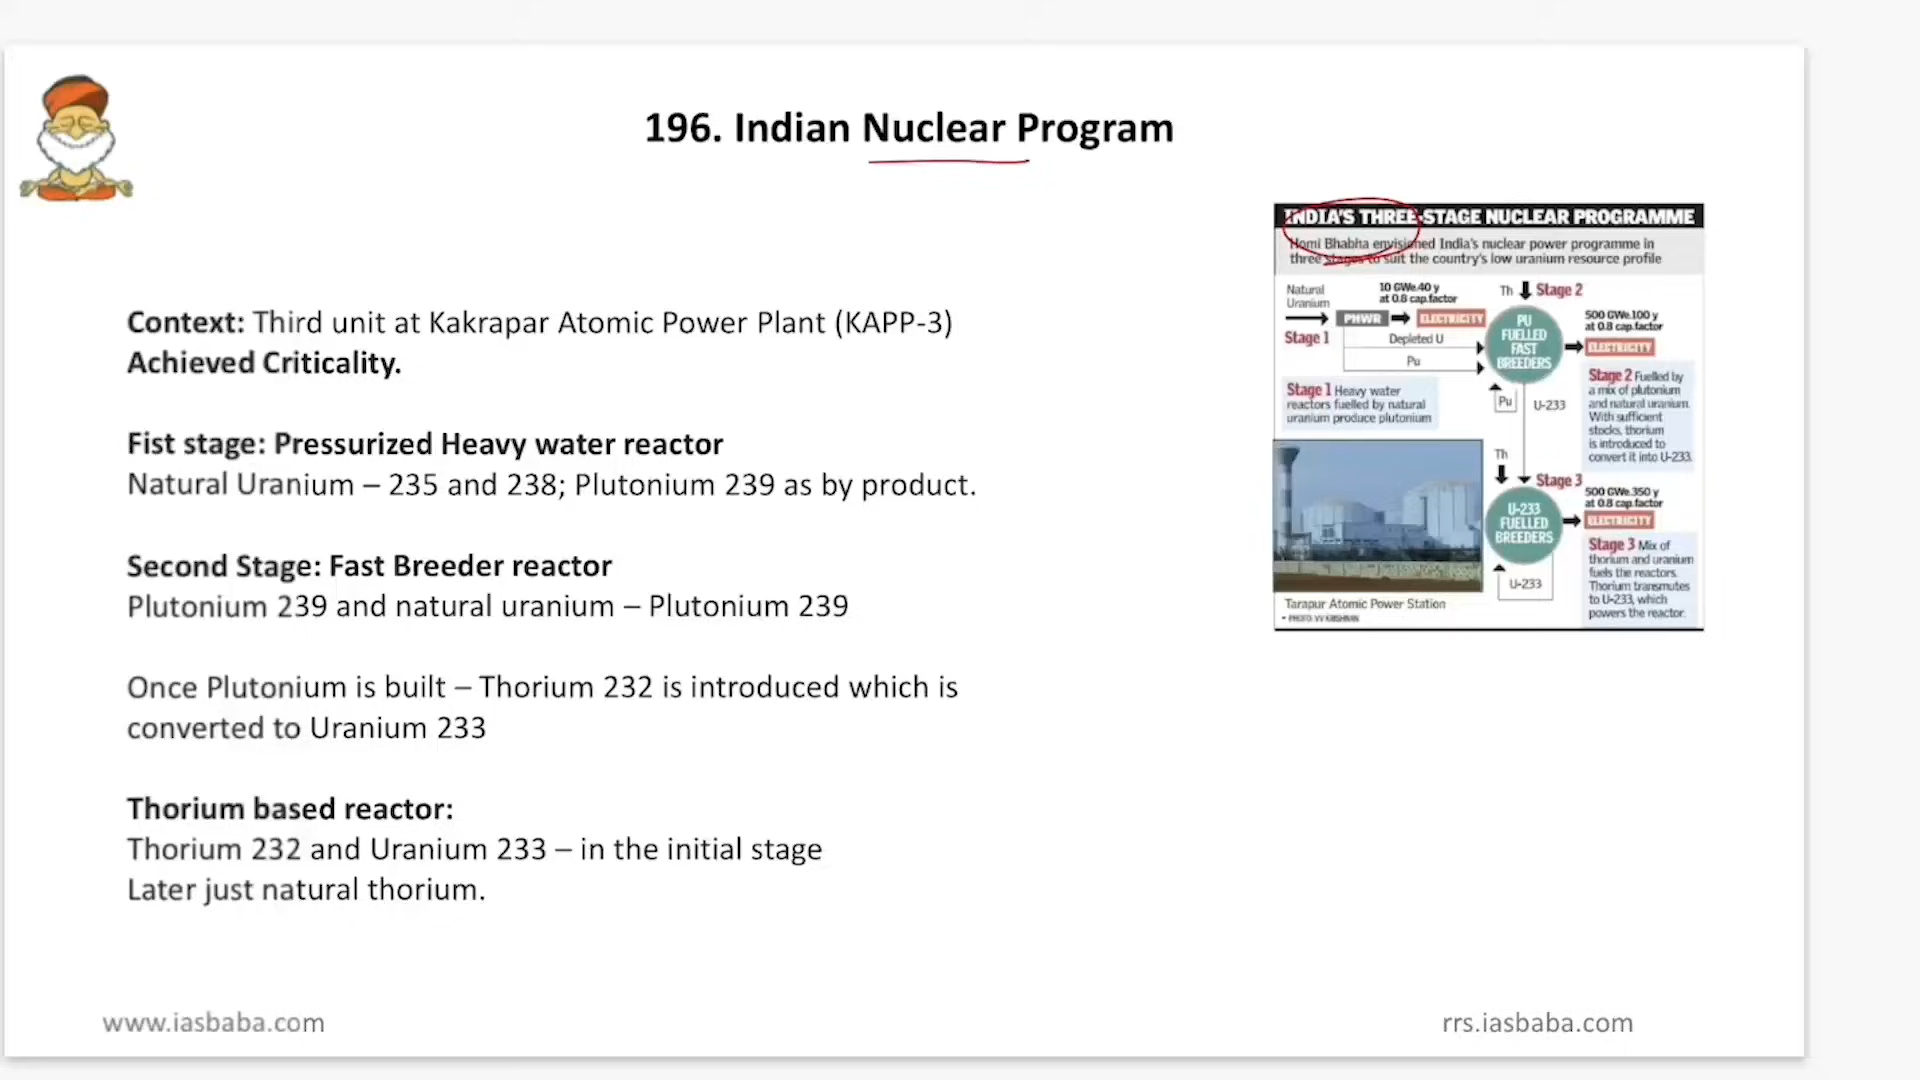 196. Indian Nuclear Program
Context: Third unit at Kakrapar Atomic Power Plant (KAPP-3)
Achieved Criticality.
Fist stage: Pressurized Heavy water reactor
Natural Uranium – 235 and 238; Plutonium 239 as by product.
Second Stage: Fast Breeder reactor
Plutonium 239 and natural uranium – Plutonium 239
Once Plutonium is built – Thorium 232 is introduced which is
converted to Uranium 233
Thorium based reactor:
Thorium 232 and Uranium 233 – in the initial stage
Later just natural thorium.
INDIA'S THREE-STAGE NUCLEAR PROGRAMME
Homi Bhabha envisioned India's nuclear power programme in
three stages to suit the country's low uranium resource profile
Natural
Uranium
10 GWe.40 y
at 0.8 cap.factor
Th
Stage 2
PHWR
ELECTRICITY
Stage 1
Depleted U
Pu
PU
FUELLED
FAST
BREEDERS
500 GWe.100 y
at 0.8 cap.factor
ELECTRICITY
Stage 1 Heavy water
reactors fuelled by natural
uranium produce plutonium
Pu
U-233
Stage 2 Fuelled by
a mix of plutonium
and natural uranium.
With sufficient
stocks, thorium
is introduced to
convert it into U-233.
Th
Stage 3
U-233
FUELLED
BREEDERS
500 GWe.350 y
at 0.8 cap.factor
ELECTRICITY
U-233
Stage 3 Mix of
thorium and uranium
fuels the reactors.
Thorium transmutes
to U-233, which
powers the reactor.
Tarapur Atomic Power Station
• PHOTO: VV KRISHNAN
www.iasbaba.com
rrs.iasbaba.com